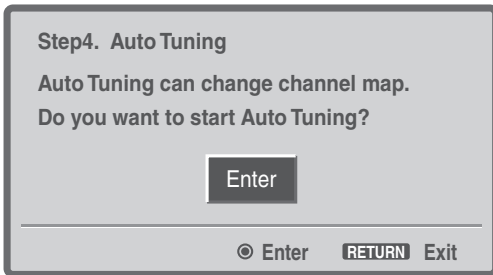 Step4. Auto Tuning
Auto Tuning can change channel map.
Do you want to start Auto Tuning?
Enter
Enter RETURN Exit